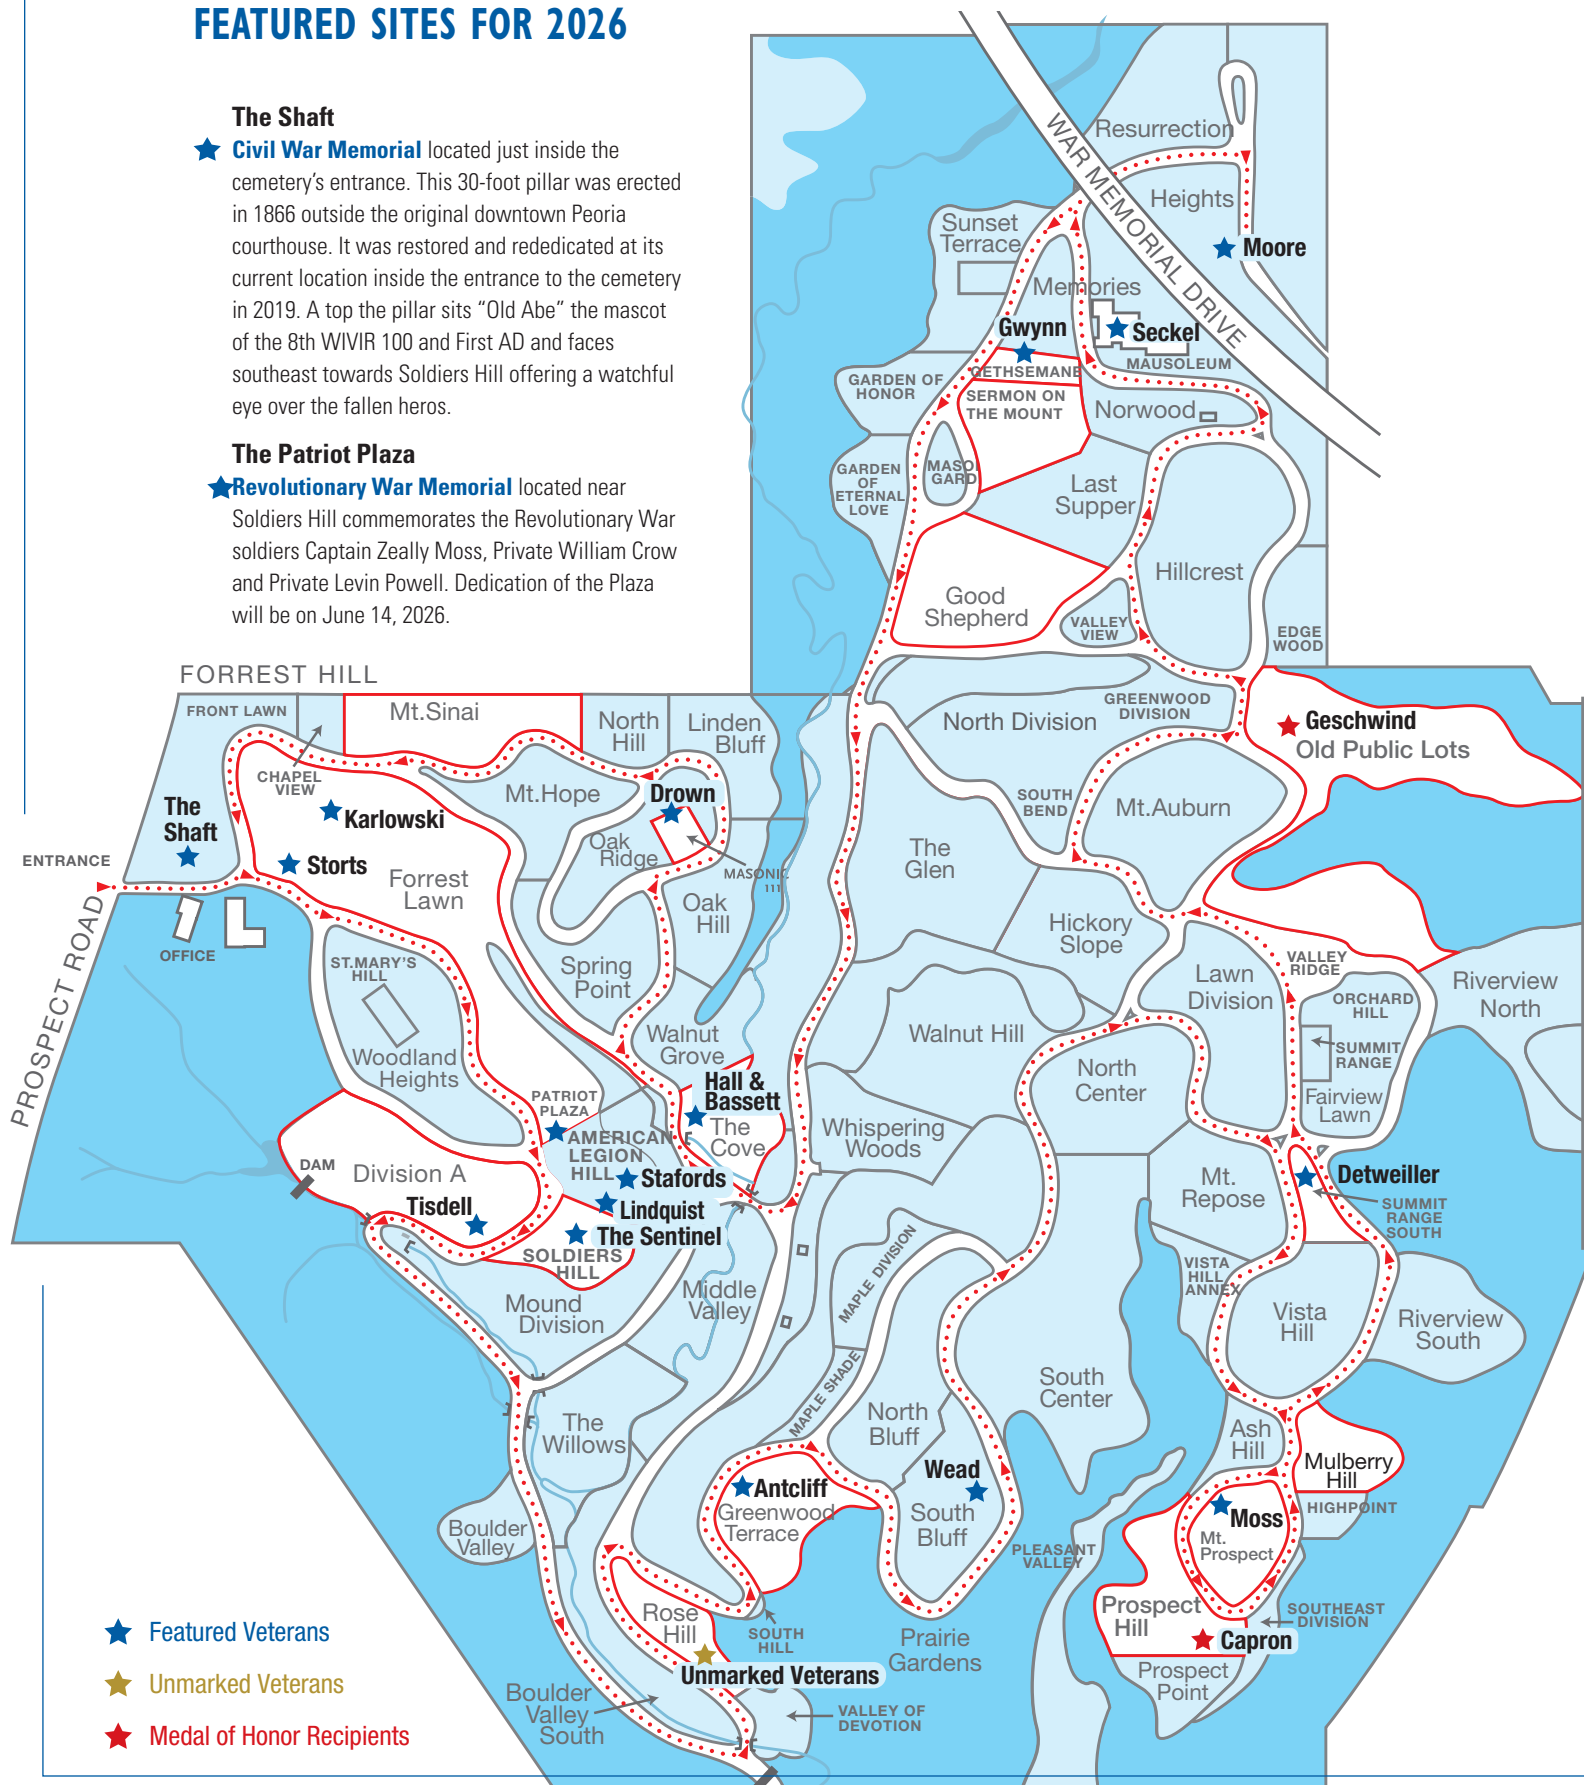 FEATURED SITES FOR 2026
The Shaft
Civil War Memorial located just inside the
cemetery’s entrance. This 30-foot pillar was erected
in 1866 outside the original downtown Peoria
courthouse. It was restored and rededicated at its
current location inside the entrance to the cemetery
in 2019. A top the pillar sits “Old Abe” the mascot
of the 8th WIVIR 100 and First AD and faces
southeast towards Soldiers Hill offering a watchful
eye over the fallen heros.
The Patriot Plaza
Revolutionary War Memorial located near
Soldiers Hill commemorates the Revolutionary War
soldiers Captain Zeally Moss, Private William Crow
and Private Levin Powell. Dedication of the Plaza
will be on June 14, 2026.
WAR MEMORIAL DRIVE
Resurrection
Heights
Moore
Sunset
Terrace
Memories
Gwynn
Seckel
MAUSOLEUM
GETHSEMANE
GARDEN OF
HONOR
SERMON ON
THE MOUNT
Norwood
GARDEN
OF
ETERNAL
LOVE
MASO
GARD
Last
Supper
Hillcrest
Good
Shepherd
VALLEY
VIEW
EDGE
WOOD
FORREST HILL
FRONT LAWN
Mt.Sinai
North
Hill
Linden
Bluff
North Division
GREENWOOD
DIVISION
Geschwind
Old Public Lots
CHAPEL
VIEW
Mt.Hope
Drown
The
Shaft
Karlowski
SOUTH
BEND
Mt.Auburn
Oak
Ridge
MASONIC
111
The
Glen
ENTRANCE
Storts
Forrest
Lawn
Oak
Hill
Hickory
Slope
PROSPECT ROAD
OFFICE
ST.MARY’S
HILL
Spring
Point
VALLEY
RIDGE
Lawn
Division
Riverview
North
ORCHARD
HILL
Woodland
Heights
Walnut
Grove
Walnut Hill
SUMMIT
RANGE
North
Center
Fairview
Lawn
PATRIOT
PLAZA
Hall &
Bassett
The
Cove
Whispering
Woods
AMERICAN
LEGION
HILL
DAM
Division A
Stafords
Mt.
Repose
Detweiller
Tisdell
Lindquist
The Sentinel
SUMMIT
RANGE
SOUTH
SOLDIERS
HILL
MAPLE DIVISION
VISTA
HILL
ANNEX
Mound
Division
Middle
Valley
Vista
Hill
Riverview
South
MAPLE SHADE
South
Center
The
Willows
North
Bluff
Ash
Hill
Mulberry
Hill
Wead
Antcliff
Greenwood
Terrace
South
Bluff
HIGHPOINT
Boulder
Valley
Moss
Mt.
Prospect
PLEASANT
VALLEY
Rose
Hill
SOUTH
HILL
Prospect
Hill
SOUTHEAST
DIVISION
Capron
Prairie
Gardens
Unmarked Veterans
Prospect
Point
Boulder
Valley
South
VALLEY OF
DEVOTION
Featured Veterans
Unmarked Veterans
Medal of Honor Recipients